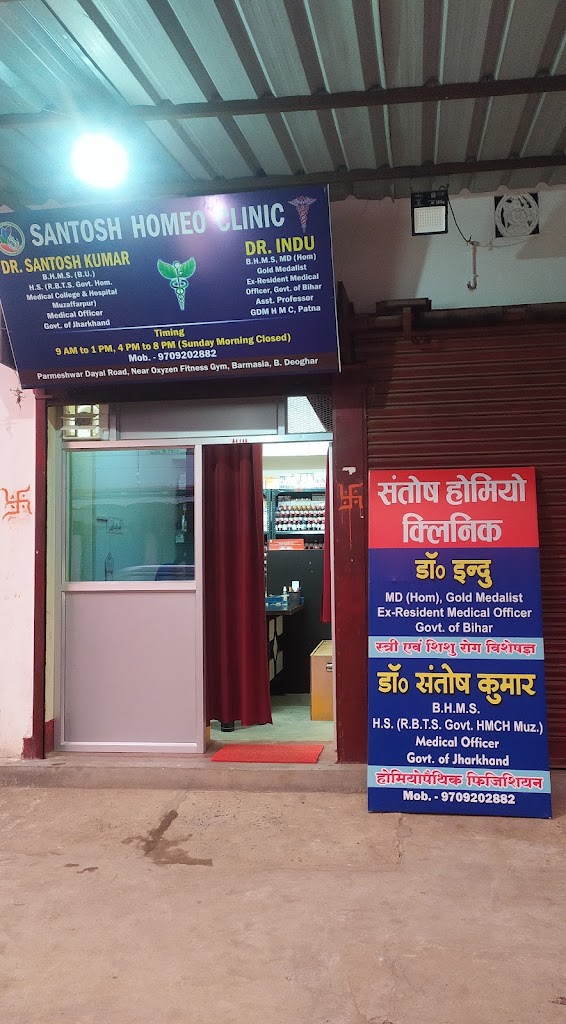 SANTOSH HOMEO CLINIC
DR. SANTOSH KUMAR
B.H.M.S. (B.U.)
H.S. (R.B.T.S. Govt. Hom.
Medical College & Hospital
Muzaffarpur)
Medical Officer
Govt. of Jharkhand
DR. INDU
B.H.M.S, MD (Hom)
Gold Medalist
Ex-Resident Medical
Officer, Govt. of Bihar
Asst. Professor
GDM H M C, Patna
Timing
9 AM to 1 PM, 4 PM to 8 PM (Sunday Morning Closed)
Mob. - 9709202882
Parmeshwar Dayal Road, Near Oxyzen Fitness Gym, Barmasia, B. Deoghar
संतोष होमियो
क्लिनिक
डॉ० इन्दु
MD (Hom), Gold Medalist
Ex-Resident Medical Officer
Govt. of Bihar
स्त्री एवं शिशु रोग विशेषज्ञ
डॉ० संतोष कुमार
B.H.M.S.
H.S. (R.B.T.S. Govt. HMCH Muz.)
Medical Officer
Govt. of Jharkhand
होमियोपैथिक फिजिशियन
Mob. - 9709202882